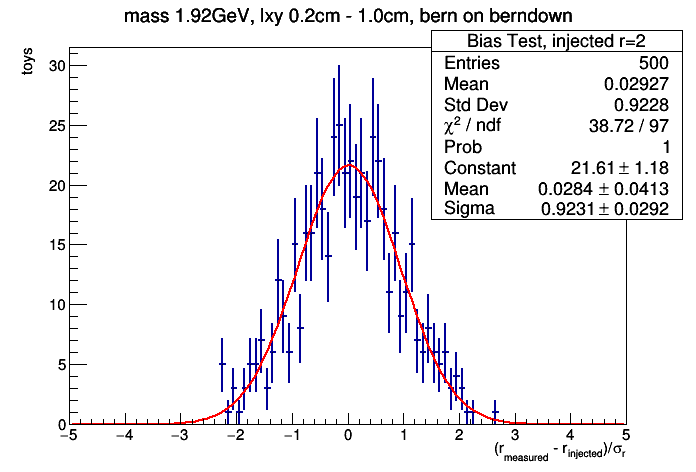 mass 1.92GeV, lxy 0.2cm - 1.0cm, bern on berndown
Bias Test, injected r=2
Entries 500
Mean 0.02927
Std Dev 0.9228
χ² / ndf 38.72 / 97
Prob 1
Constant 21.61 ± 1.18
Mean 0.0284 ± 0.0413
Sigma 0.9231 ± 0.0292
toys
30
25
20
15
10
5
0
−5 −4 −3 −2 −1 0 1 2 3 4 5
(r_measured - r_injected)/σ_r